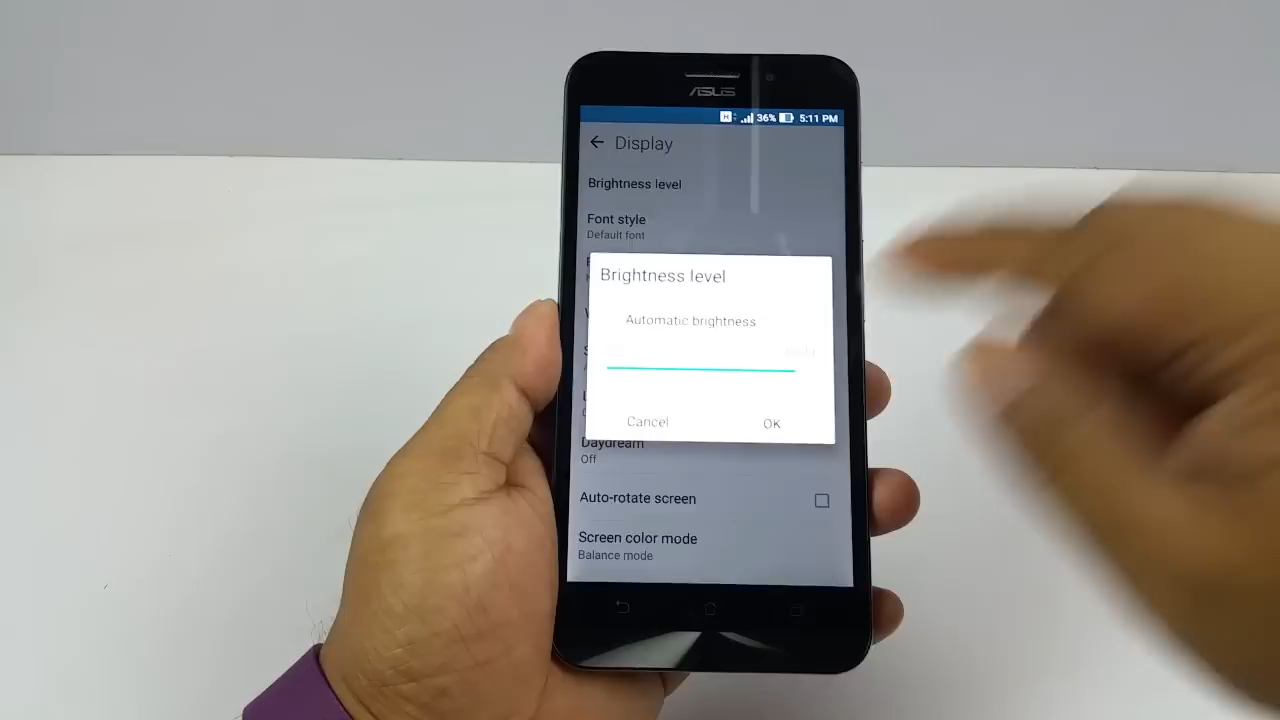 ASUS
H 36% 5:11 PM
Display
Brightness level
Font style
Default font
Brightness level
Automatic brightness
Cancel
OK
Daydream
Off
Auto-rotate screen
Screen color mode
Balance mode